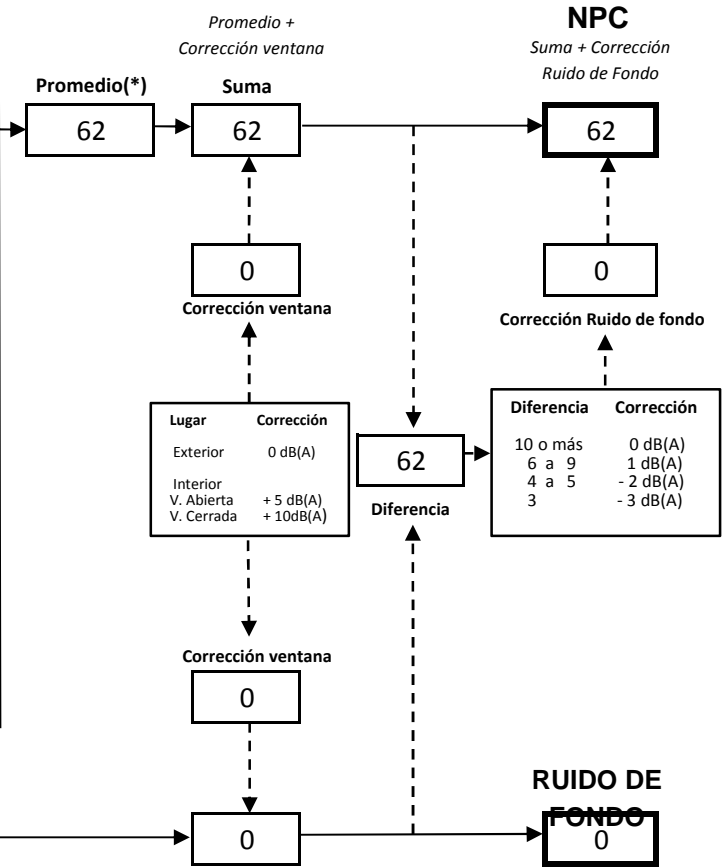 Promedio +
Corrección ventana
NPC
Suma + Corrección
Ruido de Fondo
Promedio(*)
Suma
62
62
62
0
Corrección ventana
0
Corrección Ruido de fondo
Lugar Corrección
Exterior 0 dB(A)
Interior
V. Abierta + 5 dB(A)
V. Cerrada + 10dB(A)
62
Diferencia
Diferencia Corrección
10 o más 0 dB(A)
6 a 9 1 dB(A)
4 a 5 - 2 dB(A)
3 - 3 dB(A)
Corrección ventana
0
RUIDO DE
FONDO
0
0